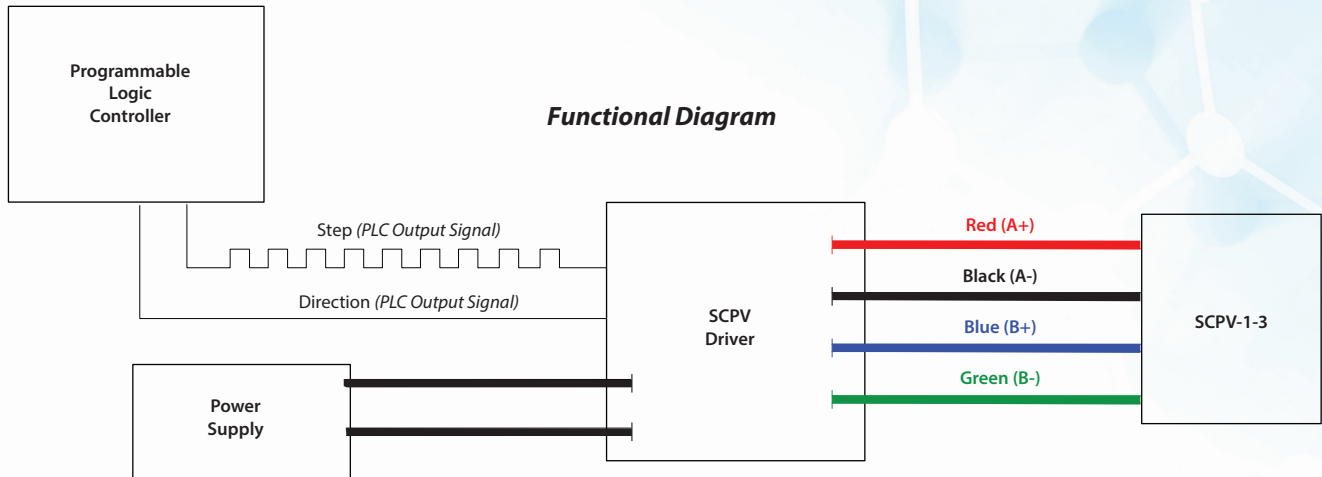 Programmable
Logic
Controller
Functional Diagram
Step (PLC Output Signal)
Direction (PLC Output Signal)
Power
Supply
SCPV
Driver
Red (A+)
Black (A-)
Blue (B+)
Green (B-)
SCPV-1-3